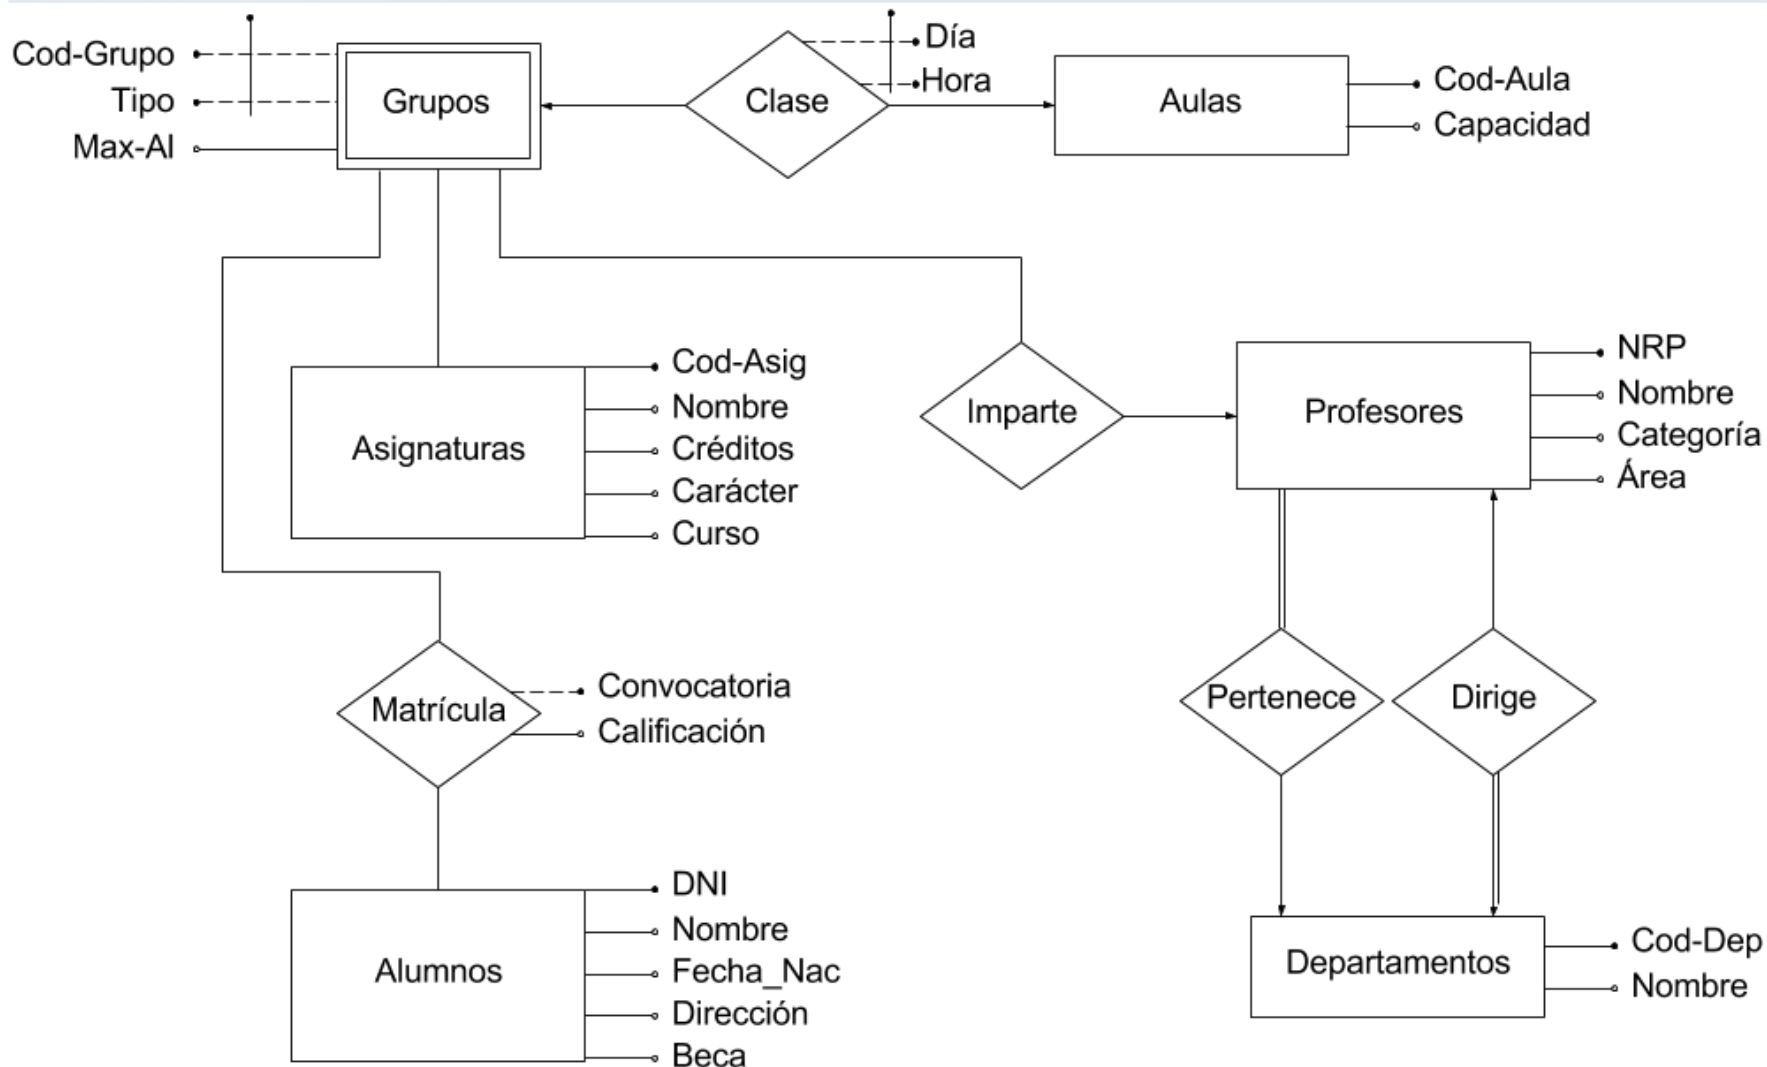 Cod-Grupo
Tipo
Max-Al
Grupos
Clase
Día
Hora
Aulas
Cod-Aula
Capacidad
Asignaturas
Cod-Asig
Nombre
Créditos
Carácter
Curso
Imparte
Profesores
NRP
Nombre
Categoría
Área
Matrícula
Convocatoria
Calificación
Pertenece
Dirige
Alumnos
DNI
Nombre
Fecha_Nac
Dirección
Beca
Departamentos
Cod-Dep
Nombre